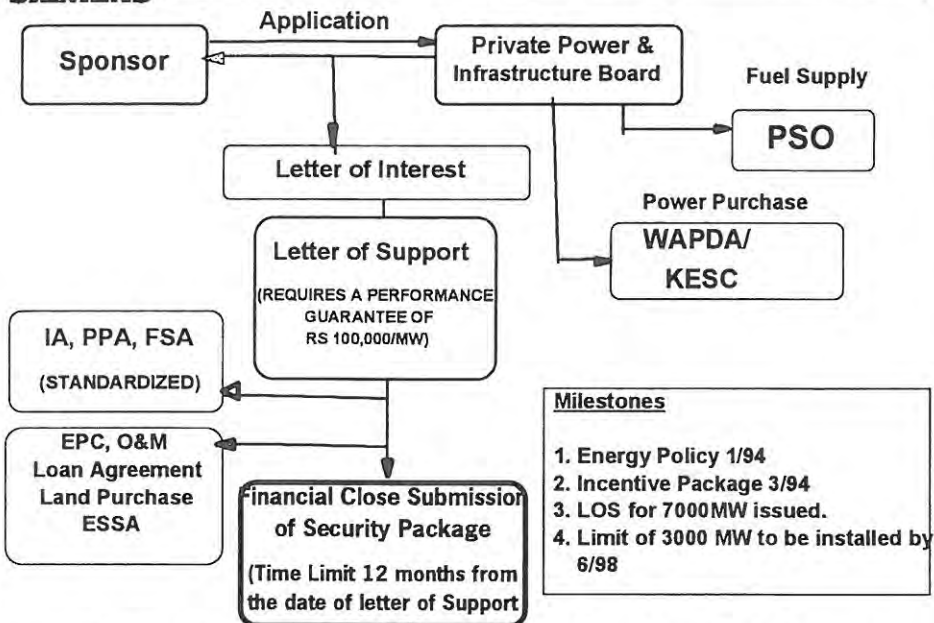 Application
Sponsor
Private Power &
Infrastructure Board
Fuel Supply
PSO
Letter of Interest
Power Purchase
WAPDA/
KESC
Letter of Support
(REQUIRES A PERFORMANCE
GUARANTEE OF
RS 100,000/MW)
IA, PPA, FSA
(STANDARDIZED)
EPC, O&M
Loan Agreement
Land Purchase
ESSA
Financial Close Submission
of Security Package
(Time Limit 12 months from
the date of letter of Support
Milestones
1. Energy Policy 1/94
2. Incentive Package 3/94
3. LOS for 7000MW issued.
4. Limit of 3000 MW to be installed by
6/98